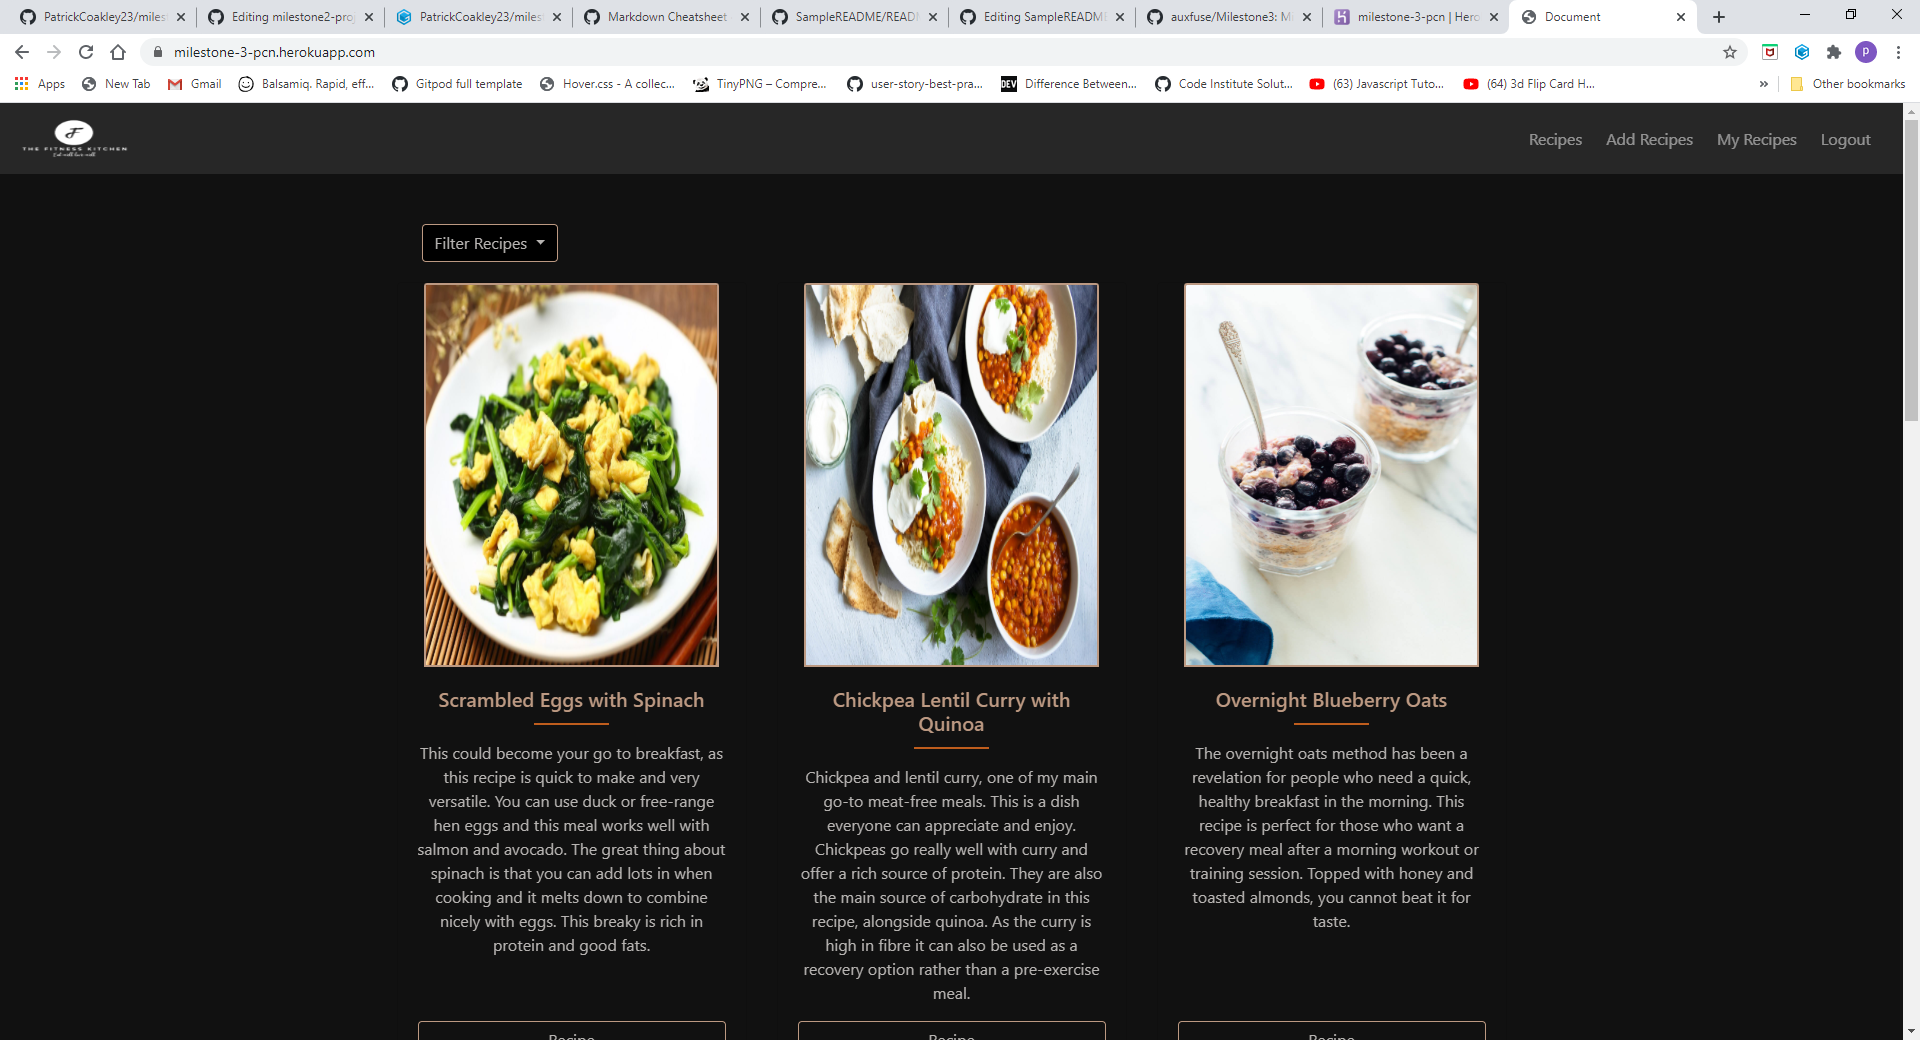 PatrickCoakley23/miles
Editing milestone2-proj
PatrickCoakley23/miles
Markdown Cheatsheet
SampleREADME/READ
Editing SampleREADME
auxfuse/Milestone3: M
milestone-3-pcn | Hero
Document
milestone-3-pcn.herokuapp.com
P
Apps
New Tab
Gmail
Balsamiq. Rapid, eff...
Gitpod full template
Hover.css - A collec...
TinyPNG – Compre...
user-story-best-pra...
DEV
Difference Between...
Code Institute Solut...
(63) Javascript Tuto...
(64) 3d Flip Card H...
»
Other bookmarks
F
THE FITNESS KITCHEN
Eat well live well
Recipes
Add Recipes
My Recipes
Logout
Filter Recipes
Scrambled Eggs with Spinach
This could become your go to breakfast, as
this recipe is quick to make and very
versatile. You can use duck or free-range
hen eggs and this meal works well with
salmon and avocado. The great thing about
spinach is that you can add lots in when
cooking and it melts down to combine
nicely with eggs. This breaky is rich in
protein and good fats.
Recipe
Chickpea Lentil Curry with
Quinoa
Chickpea and lentil curry, one of my main
go-to meat-free meals. This is a dish
everyone can appreciate and enjoy.
Chickpeas go really well with curry and
offer a rich source of protein. They are also
the main source of carbohydrate in this
recipe, alongside quinoa. As the curry is
high in fibre it can also be used as a
recovery option rather than a pre-exercise
meal.
Recipe
Overnight Blueberry Oats
The overnight oats method has been a
revelation for people who need a quick,
healthy breakfast in the morning. This
recipe is perfect for those who want a
recovery meal after a morning workout or
training session. Topped with honey and
toasted almonds, you cannot beat it for
taste.
Recipe